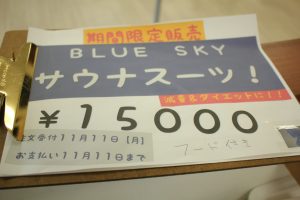 期間限定販売
BLUE SKY
サウナスーツ!
減量&ダイエットに!!
¥15000
注文受付11月11日[月]
フード付き
お支払い11月11日まで